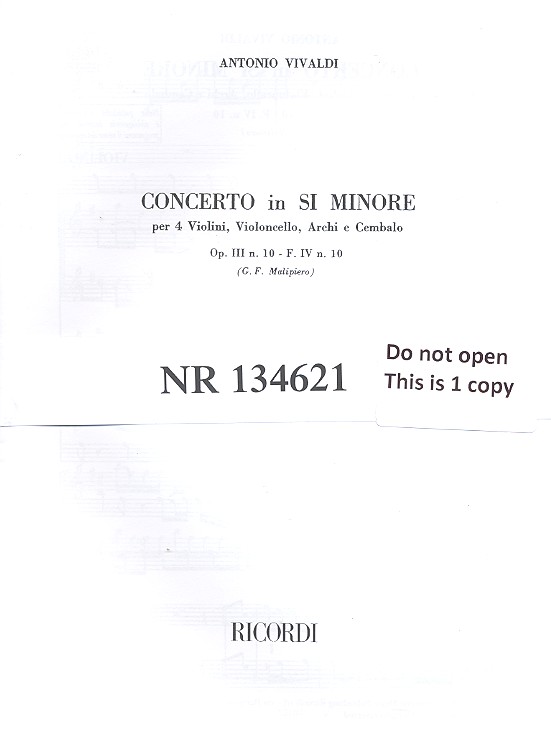 ANTONIO VIVALDI
CONCERTO in SI MINORE
per 4 Violini, Violoncello, Archi e Cembalo
Op. III n. 10 - F. IV n. 10
(G. F. Malipiero)
NR 134621
Do not open
This is 1 copy
RICORDI